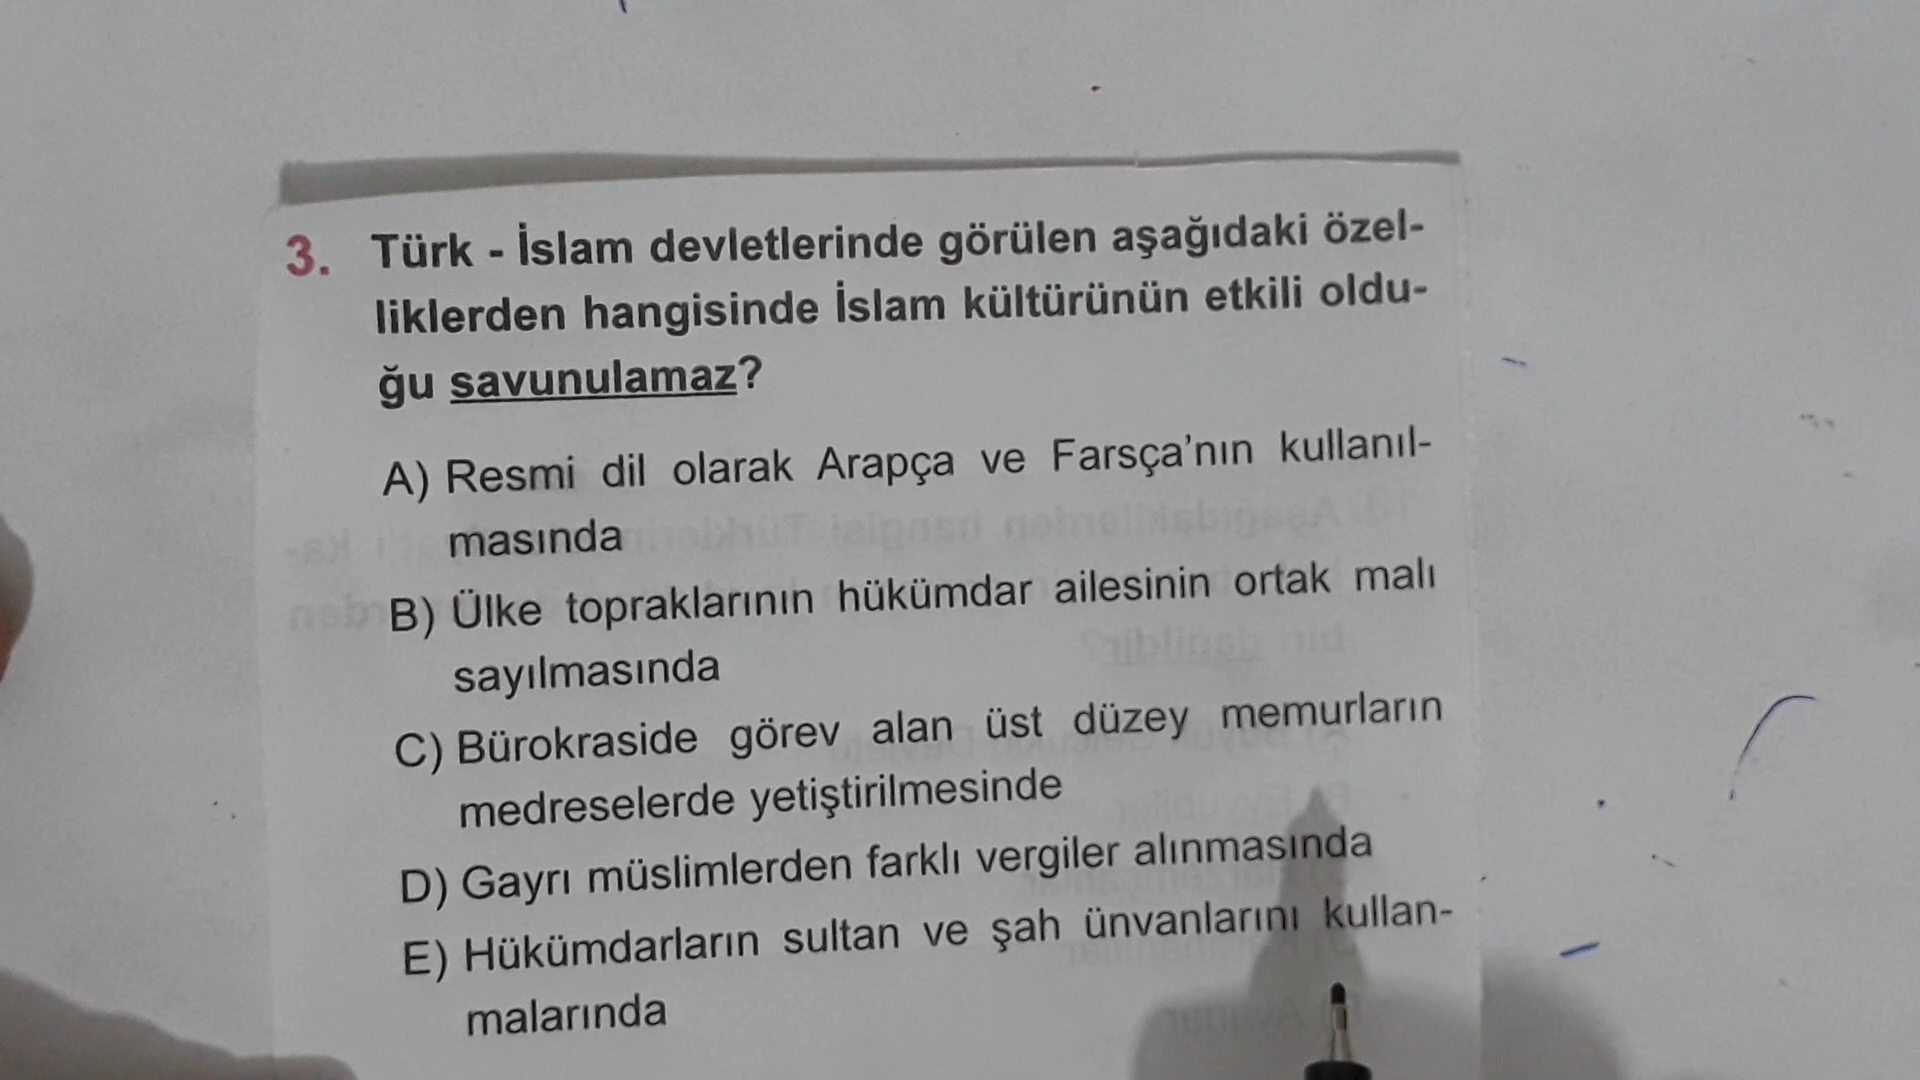 3. Türk - İslam devletlerinde görülen aşağıdaki özel-
liklerden hangisinde İslam kültürünün etkili oldu-
ğu savunulamaz?
A) Resmi dil olarak Arapça ve Farsça'nın kullanıl-
masında
B) Ülke topraklarının hükümdar ailesinin ortak malı
sayılmasında
C) Bürokraside görev alan üst düzey memurların
medreselerde yetiştirilmesinde
D) Gayrı müslimlerden farklı vergiler alınmasında
E) Hükümdarların sultan ve şah ünvanlarını kullan-
malarında